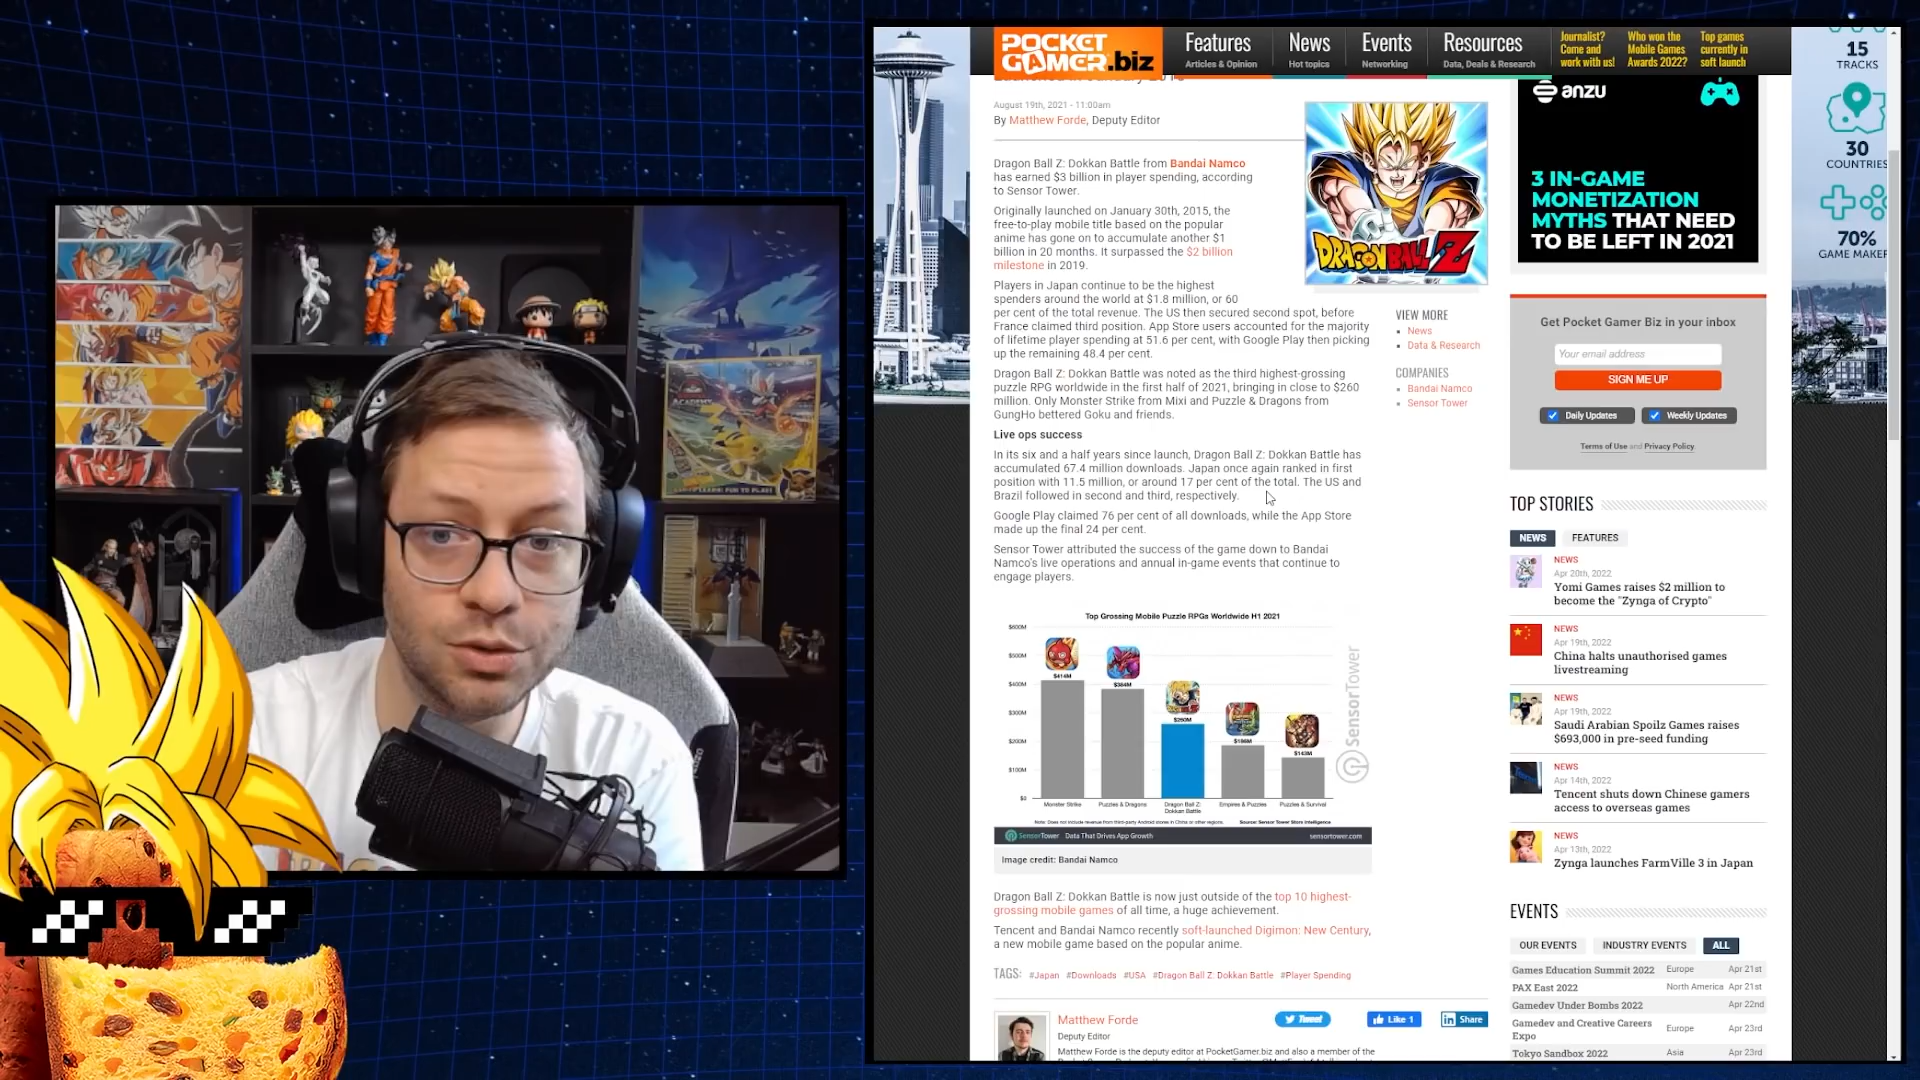 POCKET
GAMER.biz
Features
Articles & Opinion
News
Hot topics
Events
Networking
Resources
Data, Deals & Research
Journalist?
Come and
work with us!
Who won the
Mobile Games
Awards 2022?
Top games
currently in
soft launch
August 19th, 2021 - 11:00am
By Matthew Forde, Deputy Editor
Dragon Ball Z: Dokkan Battle from Bandai Namco
has earned $3 billion in player spending, according
to Sensor Tower.
Originally launched on January 30th, 2015, the
free-to-play mobile title based on the popular
anime has gone on to accumulate another $1
billion in 20 months. It surpassed the $2 billion
milestone in 2019.
Players in Japan continue to be the highest
spenders around the world at $1.8 million, or 60
per cent of the total revenue. The US then secured second spot, before
France claimed third position. App Store users accounted for the majority
of lifetime player spending at 51.6 per cent, with Google Play then picking
up the remaining 48.4 per cent.
Dragon Ball Z: Dokkan Battle was noted as the third highest-grossing
puzzle RPG worldwide in the first half of 2021, bringing in close to $260
million. Only Monster Strike from Mixi and Puzzle & Dragons from
GungHo bettered Goku and friends.
Live ops success
In its six and a half years since launch, Dragon Ball Z: Dokkan Battle has
accumulated 67.4 million downloads. Japan once again ranked in first
position with 11.5 million, or around 17 per cent of the total. The US and
Brazil followed in second and third, respectively.
Google Play claimed 76 per cent of all downloads, while the App Store
made up the final 24 per cent.
Sensor Tower attributed the success of the game down to Bandai
Namco's live operations and annual in-game events that continue to
engage players.
DRAGON BALL Z
VIEW MORE
News
Data & Research
COMPANIES
Bandai Namco
Sensor Tower
Top Grossing Mobile Puzzle RPGs Worldwide H1 2021
$600M
$500M
$400M
$300M
$200M
$100M
$0
$414M
$384M
$260M
$186M
$143M
Monster Strike
Puzzles & Dragons
Dragon Ball Z:
Dokkan Battle
Empires & Puzzles
Puzzles & Survival
Note: Does not include revenue from third-party Android stores in China or other regions.
Source: Sensor Tower Store Intelligence
SensorTower
SensorTower Data That Drives App Growth
sensortower.com
Image credit: Bandai Namco
Dragon Ball Z: Dokkan Battle is now just outside of the top 10 highest-
grossing mobile games of all time, a huge achievement.
Tencent and Bandai Namco recently soft-launched Digimon: New Century,
a new mobile game based on the popular anime.
TAGS: #Japan #Downloads #USA #Dragon Ball Z: Dokkan Battle #Player Spending
Matthew Forde
Deputy Editor
Matthew Forde is the deputy editor at PocketGamer.biz and also a member of the
Tweet
Like 1
Share
anzu
3 IN-GAME
MONETIZATION
MYTHS THAT NEED
TO BE LEFT IN 2021
Get Pocket Gamer Biz in your inbox
Your email address
SIGN ME UP
Daily Updates
Weekly Updates
Terms of Use and Privacy Policy.
TOP STORIES
NEWS
FEATURES
NEWS
Apr 20th, 2022
Yomi Games raises $2 million to
become the "Zynga of Crypto"
NEWS
Apr 19th, 2022
China halts unauthorised games
livestreaming
NEWS
Apr 19th, 2022
Saudi Arabian Spoilz Games raises
$693,000 in pre-seed funding
NEWS
Apr 14th, 2022
Tencent shuts down Chinese gamers
access to overseas games
NEWS
Apr 13th, 2022
Zynga launches FarmVille 3 in Japan
EVENTS
OUR EVENTS
INDUSTRY EVENTS
ALL
Games Education Summit 2022 Europe Apr 21st
PAX East 2022 North America Apr 21st
Gamedev Under Bombs 2022 Apr 22nd
Gamedev and Creative Careers
Expo Europe Apr 23rd
Tokyo Sandbox 2022 Asia Apr 23rd
15
TRACKS
30
COUNTRIES
70%
GAME MAKER